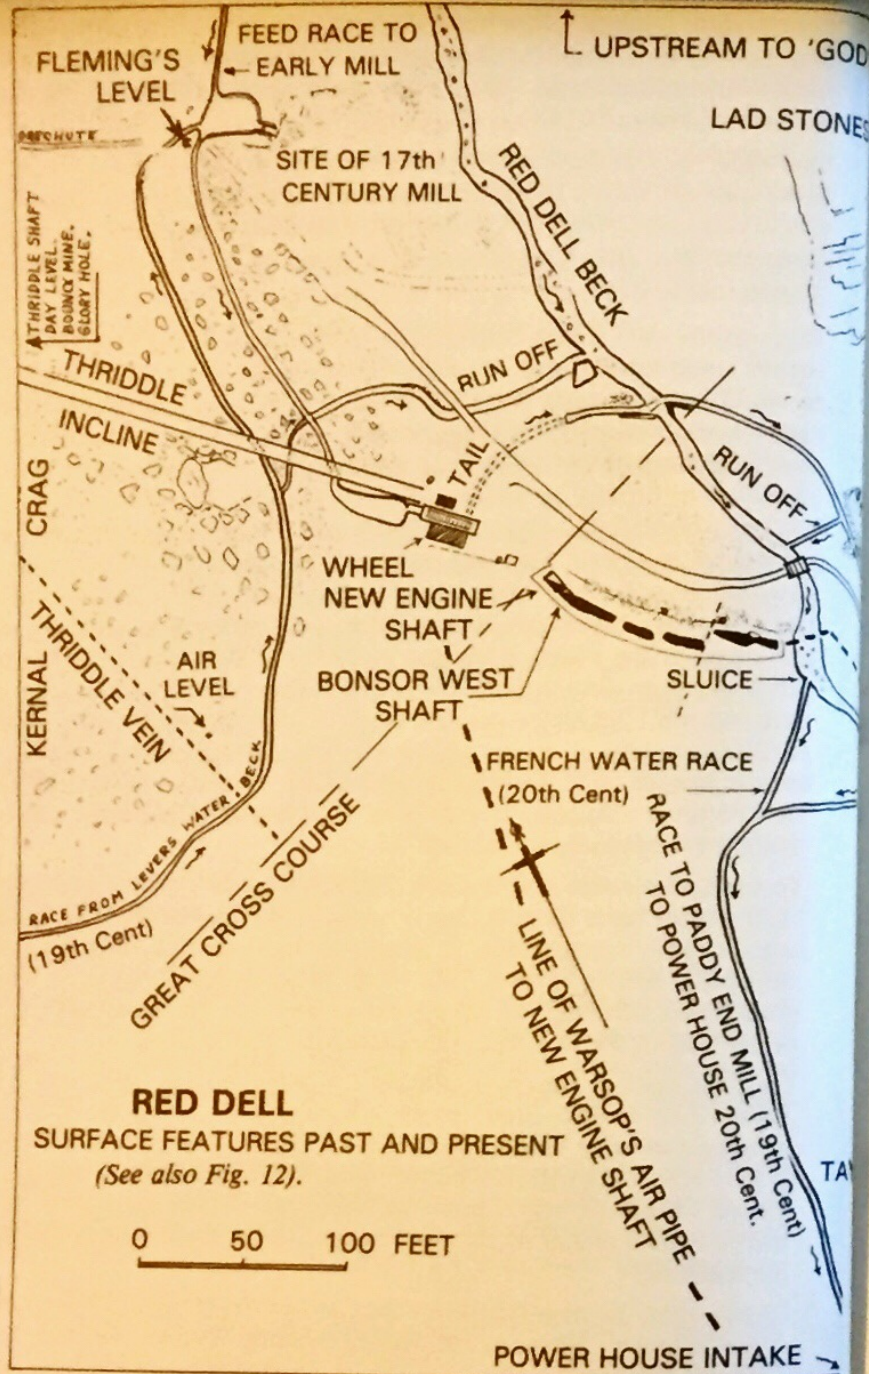 FEED RACE TO
EARLY MILL
FLEMING'S
LEVEL
UPSTREAM TO 'GOD
LAD STONES
SITE OF 17th
CENTURY MILL
RED DELL BECK
THRIDDLE SHAFT
DAY LEVEL.
MINE.
GLORY HOLE.
THRIDDLE
INCLINE
RUN OFF
TAIL
RUN OFF
CRAG
KERNAL
WHEEL
NEW ENGINE
SHAFT
THRIDDLE VEIN
AIR
LEVEL
BONSOR WEST
SHAFT
SLUICE
FRENCH WATER RACE
(20th Cent)
RACE FROM LEVERS WATER BECK
(19th Cent)
GREAT CROSS COURSE
LINE OF WARSOP'S AIR PIPE
TO NEW ENGINE SHAFT
RACE TO PADDY END MILL (19th Cent)
TO POWER HOUSE 20th Cent.
RED DELL
SURFACE FEATURES PAST AND PRESENT
(See also Fig. 12).
0 50 100 FEET
TA
POWER HOUSE INTAKE